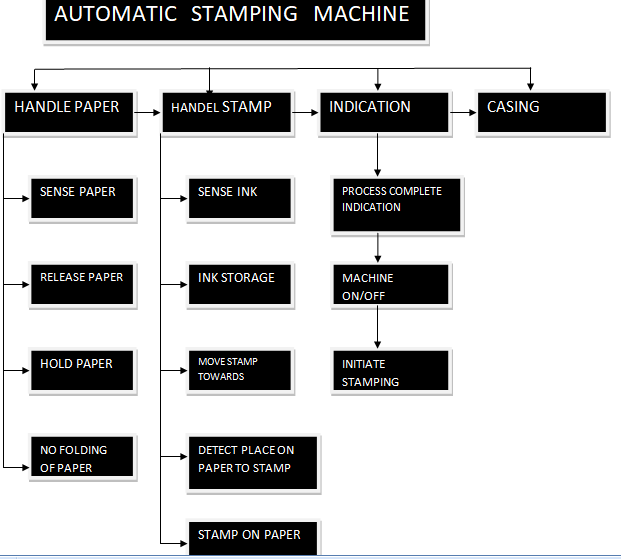 AUTOMATIC STAMPING MACHINE
HANDLE PAPER
HANDEL STAMP
INDICATION
CASING
SENSE PAPER
RELEASE PAPER
HOLD PAPER
NO FOLDING
OF PAPER
SENSE INK
INK STORAGE
MOVE STAMP
TOWARDS
DETECT PLACE ON
PAPER TO STAMP
STAMP ON PAPER
PROCESS COMPLETE
INDICATION
MACHINE
ON/OFF
INITIATE
STAMPING